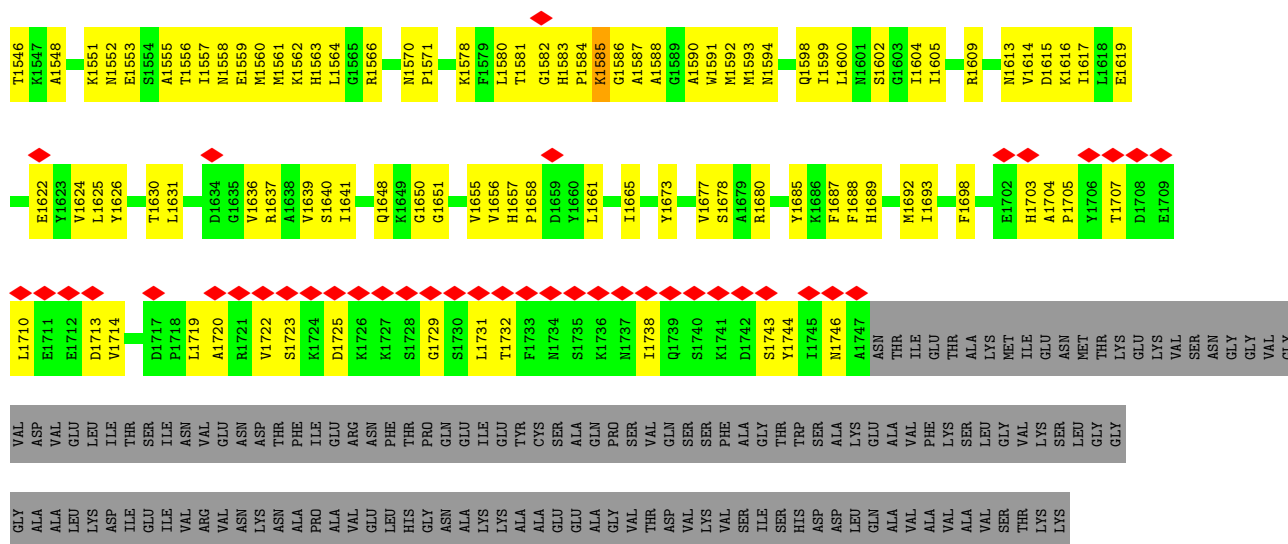 T1546 K1547 A1548 K1551 N1552 E1553 S1554 A1555 T1556 I1557 N1558 E1559 M1560 M1561 K1562 H1563 L1564 G1565 R1566 N1570 P1571 K1578 F1579 L1580 T1581 G1582 H1583 P1584 K1585 G1586 A1587 A1588 G1589 A1590 W1591 M1592 M1593 N1594 Q1598 I1599 L1600 N1601 S1602 G1603 I1604 I1605 R1609 N1613 V1614 D1615 K1616 I1617 L1618 E1619
E1622 Y1623 V1624 L1625 Y1626 T1630 L1631 D1634 G1635 V1636 R1637 A1638 V1639 S1640 I1641 Q1648 K1649 G1650 G1651 V1655 V1656 H1657 P1658 D1659 Y1660 L1661 I1665 Y1673 V1677 S1678 A1679 R1680 Y1685 K1686 F1687 F1688 H1689 M1692 I1693 F1698 E1702 H1703 A1704 P1705 Y1706 T1707 D1708 E1709
L1710 E1711 E1712 D1713 V1714 D1717 P1718 L1719 A1720 R1721 V1722 S1723 K1724 D1725 K1726 K1727 S1728 G1729 S1730 L1731 T1732 F1733 N1734 S1735 K1736 N1737 I1738 Q1739 S1740 K1741 D1742 S1743 Y1744 I1745 N1746 A1747 ASN THR ILE GLU THR ALA LYS MET ILE GLU ASN MET THR LYS GLU LYS VAL SER ASN GLY GLY VAL GLY
VAL ASP VAL GLU LEU ILE THR SER ILE ASN VAL GLU ASN ASP THR PHE ILE GLU ARG ASN PHE THR PRO GLN GLU ILE GLU TYR CYS SER ALA GLN PRO SER VAL GLN SER SER PHE ALA GLY THR TRP SER ALA LYS GLU ALA VAL PHE LYS SER LEU GLY VAL LYS SER LEU GLY GLY
GLY ALA ALA LEU LYS ASP ILE GLU ILE VAL ARG VAL ASN LYS ASN ALA PRO ALA VAL GLU LEU HIS GLY ASN ALA LYS LYS ALA ALA GLU GLU ALA GLY VAL THR ASP VAL LYS VAL SER ILE SER HIS ASP ASP LEU GLN ALA VAL ALA VAL ALA VAL SER THR LYS LYS